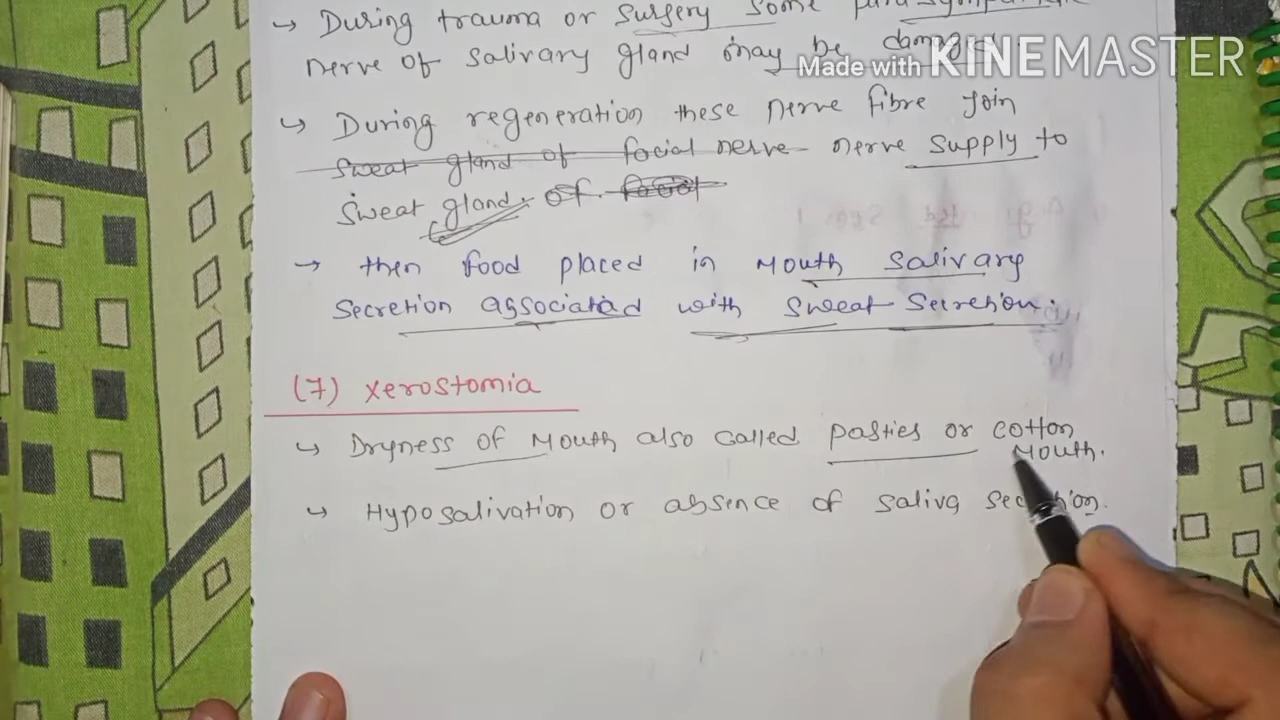 ↳ During trauma or surgery some parasympathetic
nerve of salivary gland may be damaged.
Made with KINEMASTER
↳ During regeneration these nerve fibre join
sweat gland of facial nerve nerve supply to
sweat gland. of
→ then food placed in mouth salivary
secretion associated with sweat secretion.
(7) Xerostomia
↳ Dryness of mouth also called pasties or cotton
mouth.
↳ Hyposalivation or absence of saliva secretion.